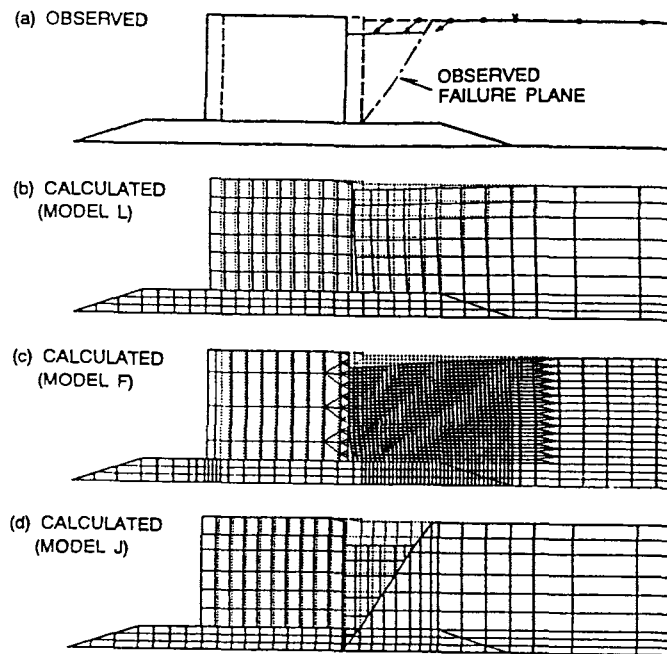 (a) OBSERVED
OBSERVED
FAILURE PLANE
(b) CALCULATED
(MODEL L)
(c) CALCULATED
(MODEL F)
(d) CALCULATED
(MODEL J)